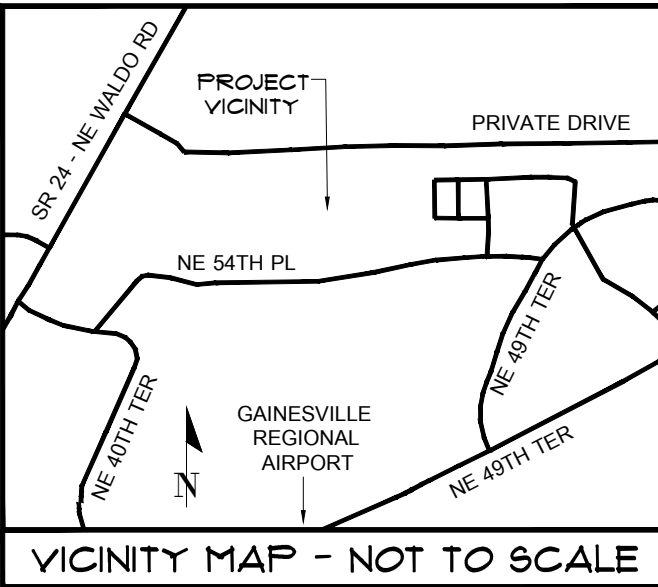 SR 24 - NE WALDO RD
PROJECT
VICINITY
PRIVATE DRIVE
NE 54TH PL
NE 49TH TER
NE 40TH TER
N
GAINESVILLE
REGIONAL
AIRPORT
NE 49TH TER
VICINITY MAP - NOT TO SCALE